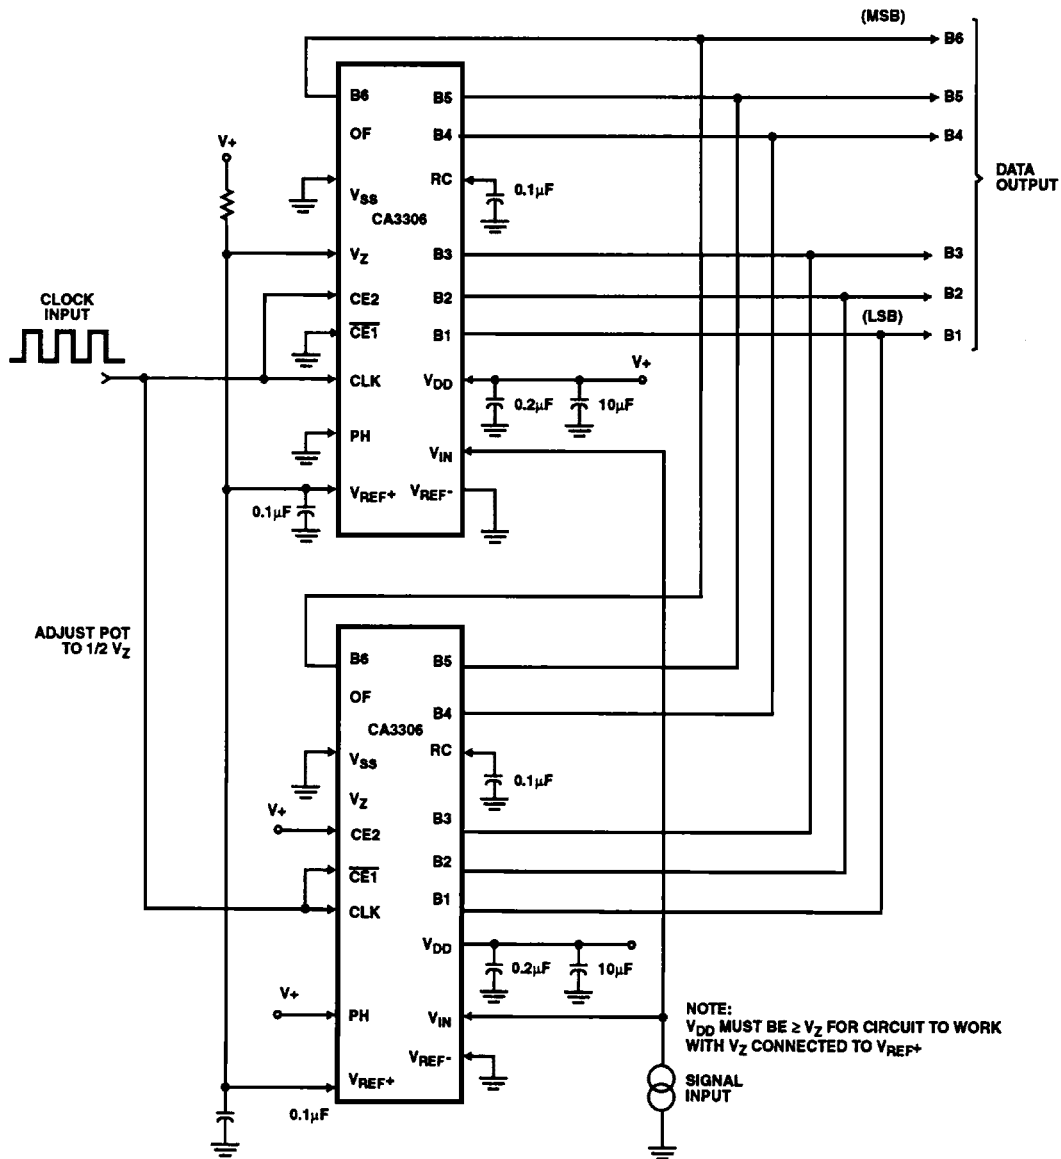 (MSB)
B6
B5
B4
DATA
OUTPUT
B3
B2
(LSB)
B1
V+
CLOCK
INPUT
B6
OF
VSS
CA3306
VZ
CE2
CE1
CLK
PH
VREF+
B5
B4
RC
B3
B2
B1
VDD
VIN
VREF-
0.1μF
V+
0.2μF
10μF
0.1μF
ADJUST POT
TO 1/2 VZ
B6
OF
CA3306
VSS
VZ
CE2
CE1
CLK
PH
VREF+
B5
B4
RC
B3
B2
B1
VDD
VIN
VREF-
V+
V+
0.1μF
0.2μF
10μF
0.1μF
NOTE:
VDD MUST BE ≥ VZ FOR CIRCUIT TO WORK
WITH VZ CONNECTED TO VREF+
SIGNAL
INPUT